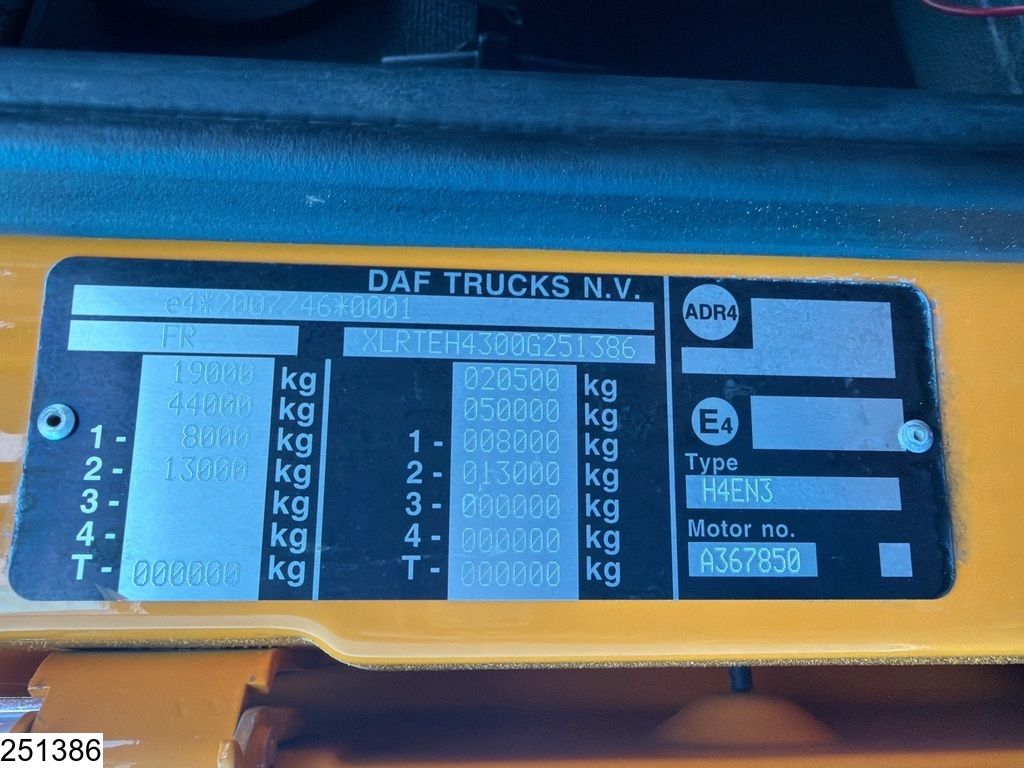 DAF TRUCKS N.V.
e4*2007/46*0001
FR XLRTEH4300G251386
19000 kg 020500 kg
44000 kg 050000 kg
1 - 8000 kg 1 - 008000 kg
2 - 13000 kg 2 - 013000 kg
3 - kg 3 - 000000 kg
4 - kg 4 - 000000 kg
T - 000000 kg T - 000000 kg
ADR4
E4
Type
H4EN3
Motor no.
A367850
251386